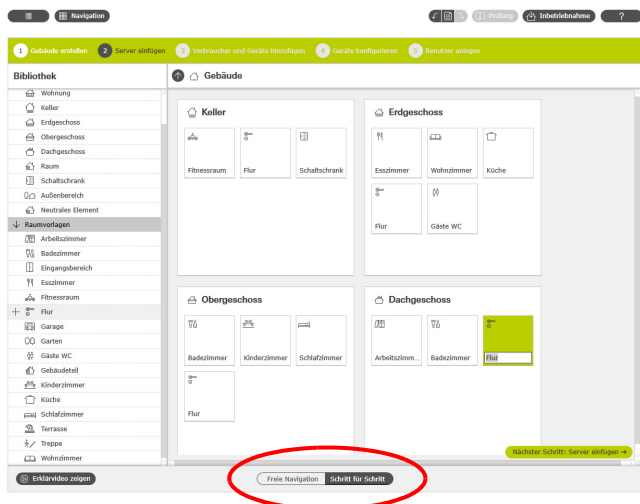 Navigation
Prüfung
Inbetriebnahme
?
1 Gebäude erstellen 2 Server einfügen 3 Verbraucher und Geräte hinzufügen 4 Geräte konfigurieren 5 Benutzer anlegen
Bibliothek
Gebäude
Wohnung
Keller
Erdgeschoss
Obergeschoss
Dachgeschoss
Raum
Schaltschrank
Außenbereich
Neutrales Element
Raumvorlagen
Arbeitszimmer
Badezimmer
Eingangsbereich
Esszimmer
Fitnessraum
Flur
Garage
Garten
Gäste WC
Gebäudeteil
Kinderzimmer
Küche
Schlafzimmer
Terrasse
Treppe
Wohnzimmer
Keller
Fitnessraum Flur Schaltschrank
Erdgeschoss
Esszimmer Wohnzimmer Küche
Flur Gäste WC
Obergeschoss
Badezimmer Kinderzimmer Schlafzimmer
Flur
Dachgeschoss
Arbeitszimm... Badezimmer Flur
Nächster Schritt: Server einfügen →
Erklärvideo zeigen
Freie Navigation Schritt für Schritt